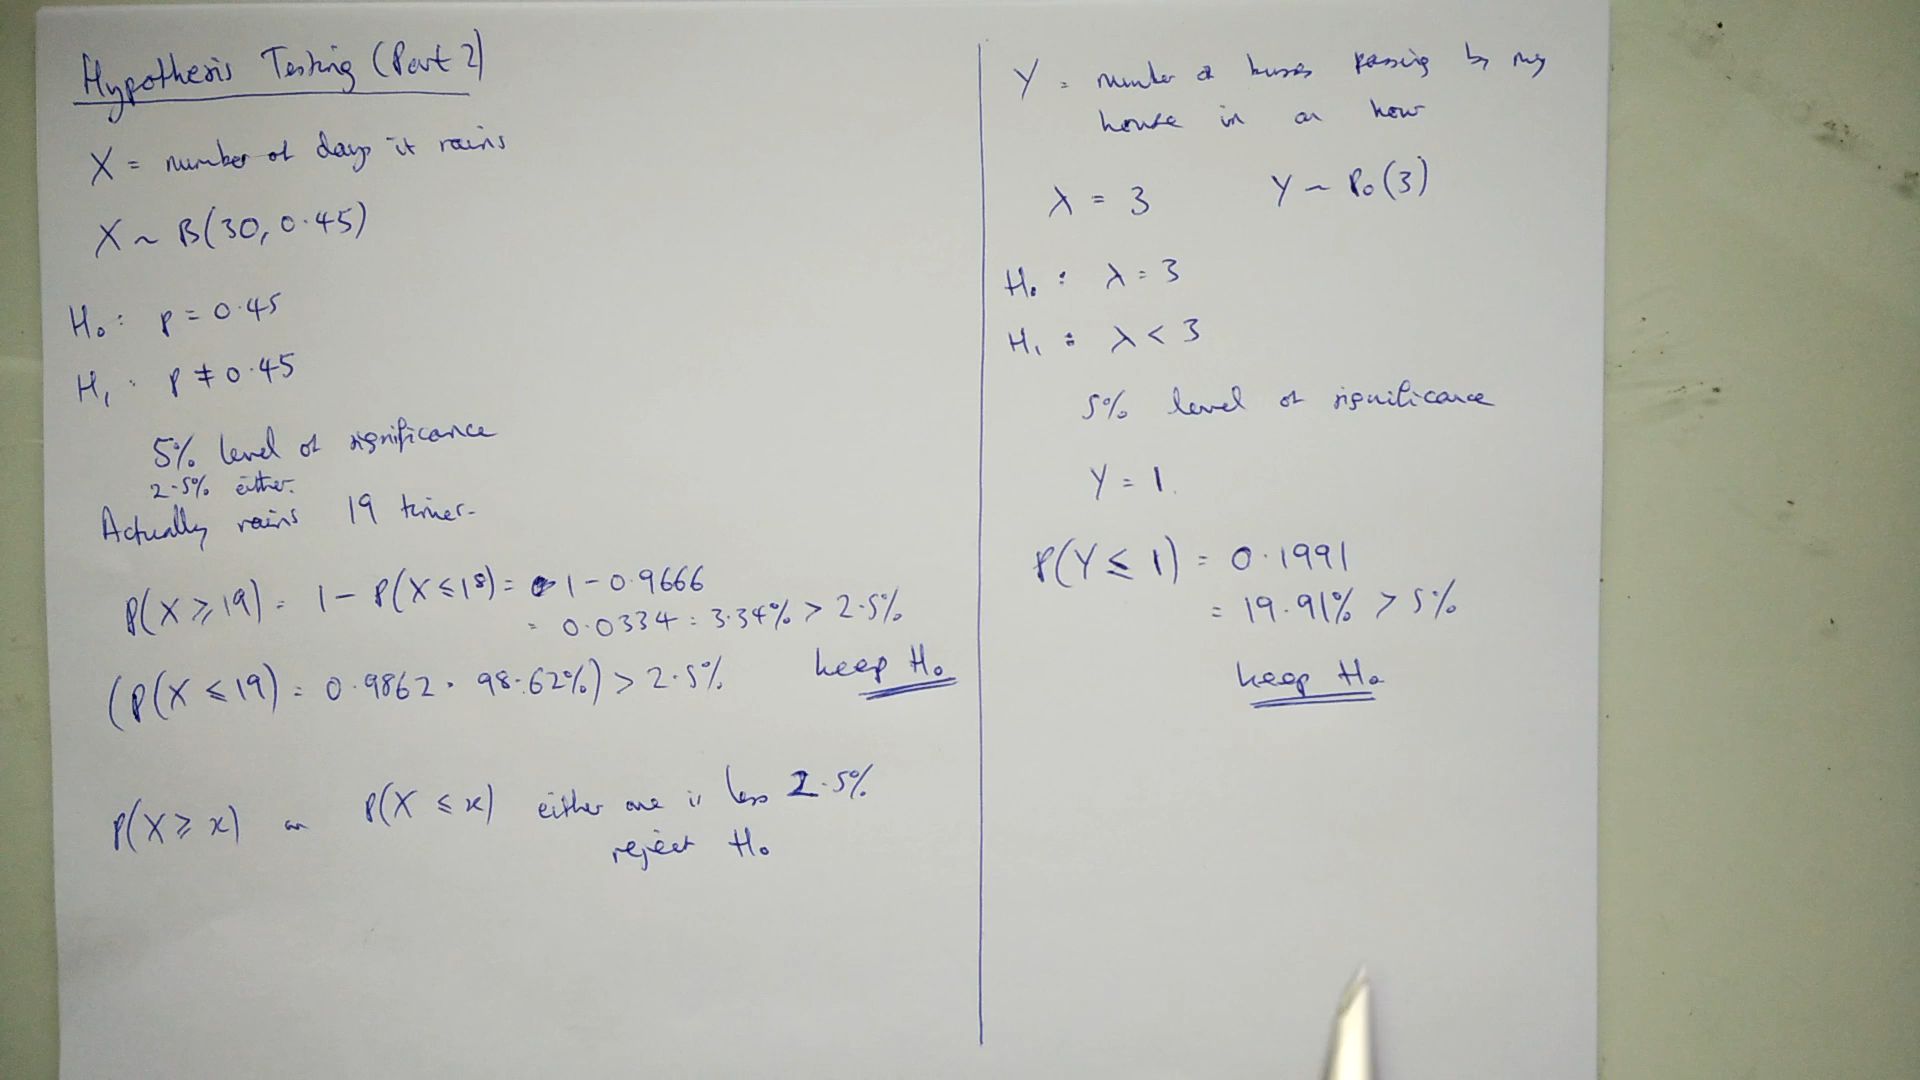 Hypothesis Testing (Part 2)
X = number of days it rains
X ~ B(30, 0.45)
H₀ : p = 0.45
H₁ : p ≠ 0.45
5% level of significance
2.5% either.
Actually rains 19 times.
P(X ≥ 19) = 1 - P(X ≤ 18) = 1 - 0.9666
= 0.0334 = 3.34% > 2.5%
(P(X ≤ 19) = 0.9862 = 98.62%) > 2.5%
keep H₀
P(X ≥ x) or P(X ≤ x) either one is less 2.5%
reject H₀
Y = number of buses passing by my
house in an hour
λ = 3 Y ~ Po(3)
H₀ : λ = 3
H₁ : λ < 3
5% level of significance
Y = 1.
P(Y ≤ 1) = 0.1991
= 19.91% > 5%
keep H₀